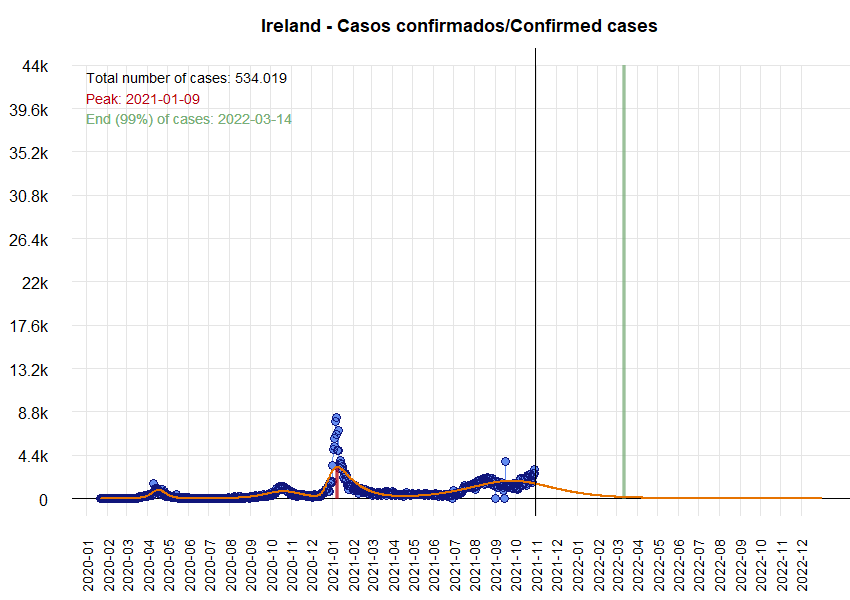 Ireland - Casos confirmados/Confirmed cases
44k
Total number of cases: 534.019
Peak: 2021-01-09
39.6k
End (99%) of cases: 2022-03-14
35.2k
30.8k
26.4k
22k
17.6k
13.2k
8.8k
4.4k
0
2020-01
2020-02
2020-03
2020-04
2020-05
2020-06
2020-07
2020-08
2020-09
2020-10
2020-11
2020-12
2021-01
2021-02
2021-03
2021-04
2021-05
2021-06
2021-07
2021-08
2021-09
2021-10
2021-11
2021-12
2022-01
2022-02
2022-03
2022-04
2022-05
2022-06
2022-07
2022-08
2022-09
2022-10
2022-11
2022-12